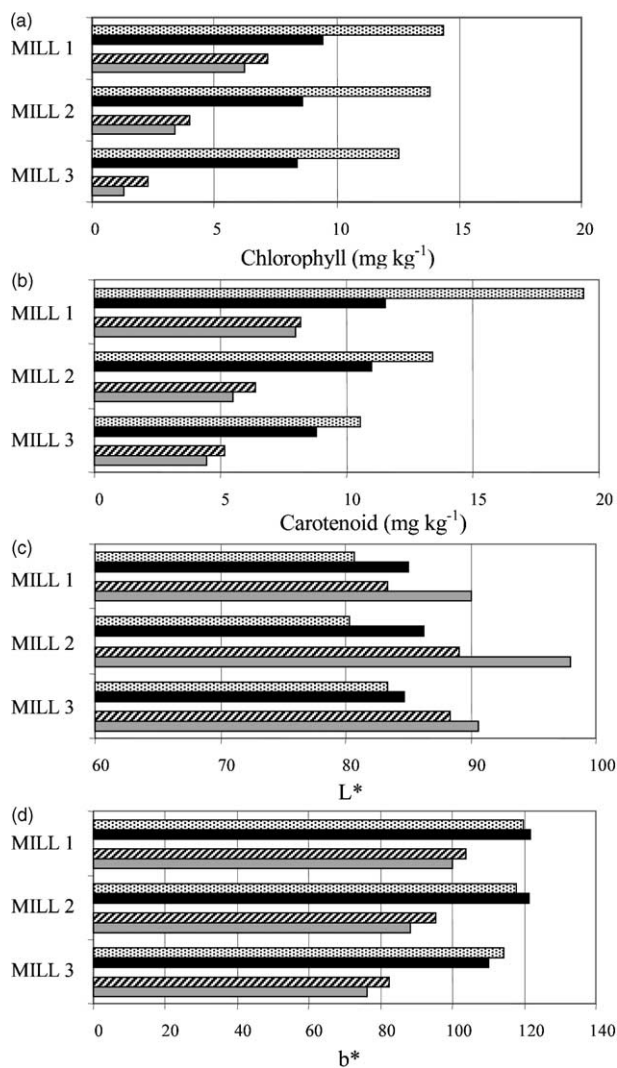 (a)
MILL 1
MILL 2
MILL 3
0 5 10 15 20
Chlorophyll (mg kg⁻¹)
(b)
MILL 1
MILL 2
MILL 3
0 5 10 15 20
Carotenoid (mg kg⁻¹)
(c)
MILL 1
MILL 2
MILL 3
60 70 80 90 100
L*
(d)
MILL 1
MILL 2
MILL 3
0 20 40 60 80 100 120 140
b*